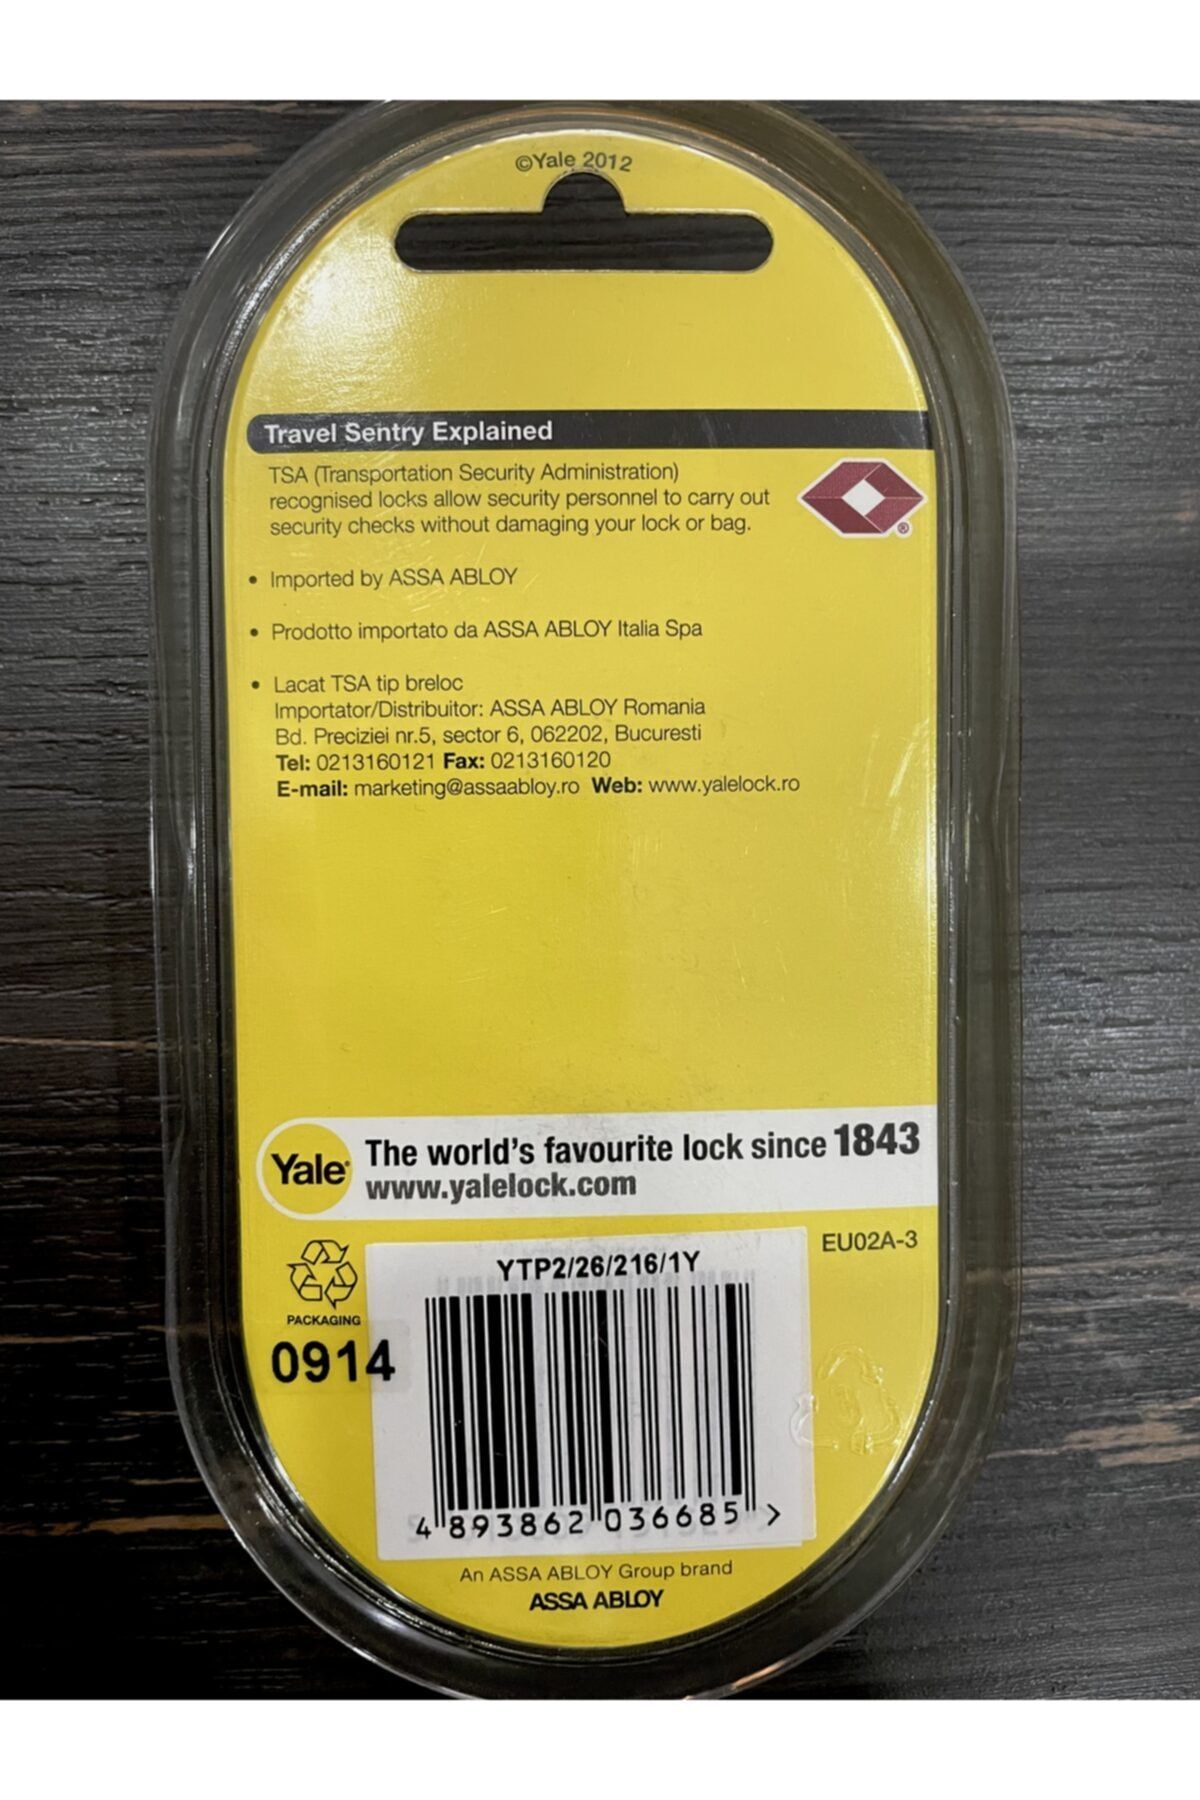 ©Yale 2012
Travel Sentry Explained
TSA (Transportation Security Administration)
recognised locks allow security personnel to carry out
security checks without damaging your lock or bag.
®
• Imported by ASSA ABLOY
• Prodotto importato da ASSA ABLOY Italia Spa
• Lacat TSA tip breloc
Importator/Distribuitor: ASSA ABLOY Romania
Bd. Preciziei nr.5, sector 6, 062202, Bucuresti
Tel: 0213160121 Fax: 0213160120
E-mail: marketing@assaabloy.ro Web: www.yalelock.ro
Yale®
The world's favourite lock since 1843
www.yalelock.com
EU02A-3
YTP2/26/216/1Y
PACKAGING
0914
4 893862 036685 >
An ASSA ABLOY Group brand
ASSA ABLOY